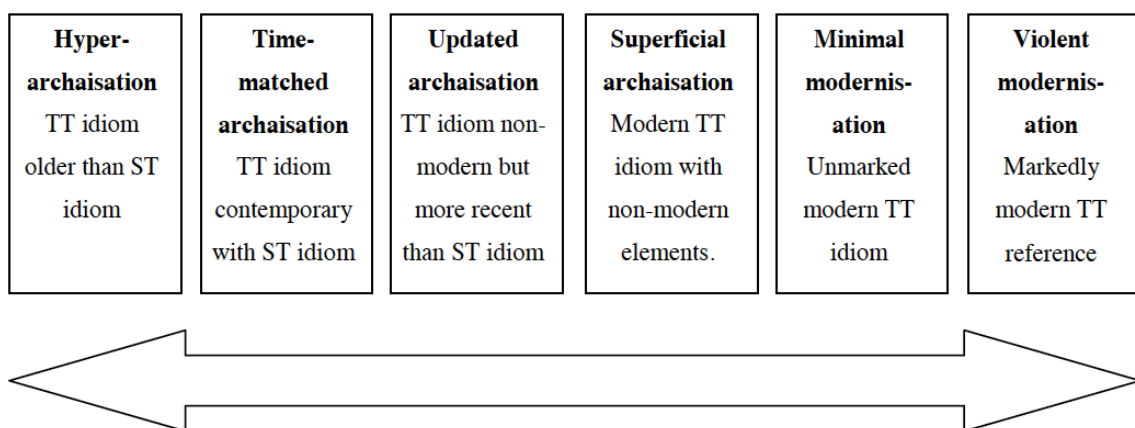 Hyper-
archaisation
TT idiom
older than ST
idiom
Time-
matched
archaisation
TT idiom
contemporary
with ST idiom
Updated
archaisation
TT idiom non-
modern but
more recent
than ST idiom
Superficial
archaisation
Modern TT
idiom with
non-modern
elements.
Minimal
modernis-
ation
Unmarked
modern TT
idiom
Violent
modernis-
ation
Markedly
modern TT
reference